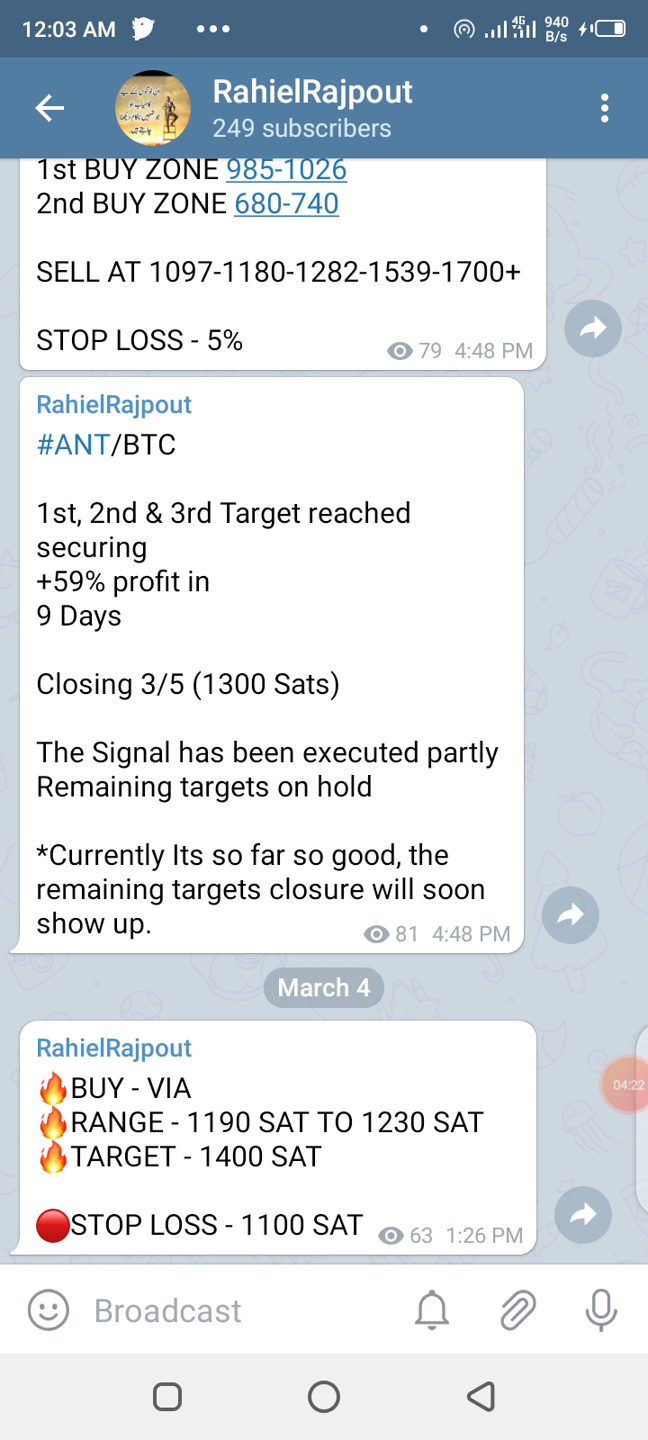 12:03 AM
4G
940
B/s
RahielRajpout
249 subscribers
1st BUY ZONE 985-1026
2nd BUY ZONE 680-740
SELL AT 1097-1180-1282-1539-1700+
STOP LOSS - 5%
79 4:48 PM
RahielRajpout
#ANT/BTC
1st, 2nd & 3rd Target reached
securing
+59% profit in
9 Days
Closing 3/5 (1300 Sats)
The Signal has been executed partly
Remaining targets on hold
*Currently Its so far so good, the
remaining targets closure will soon
show up.
81 4:48 PM
March 4
RahielRajpout
🔥BUY - VIA
🔥RANGE - 1190 SAT TO 1230 SAT
🔥TARGET - 1400 SAT
04:22
🔴STOP LOSS - 1100 SAT
63 1:26 PM
Broadcast